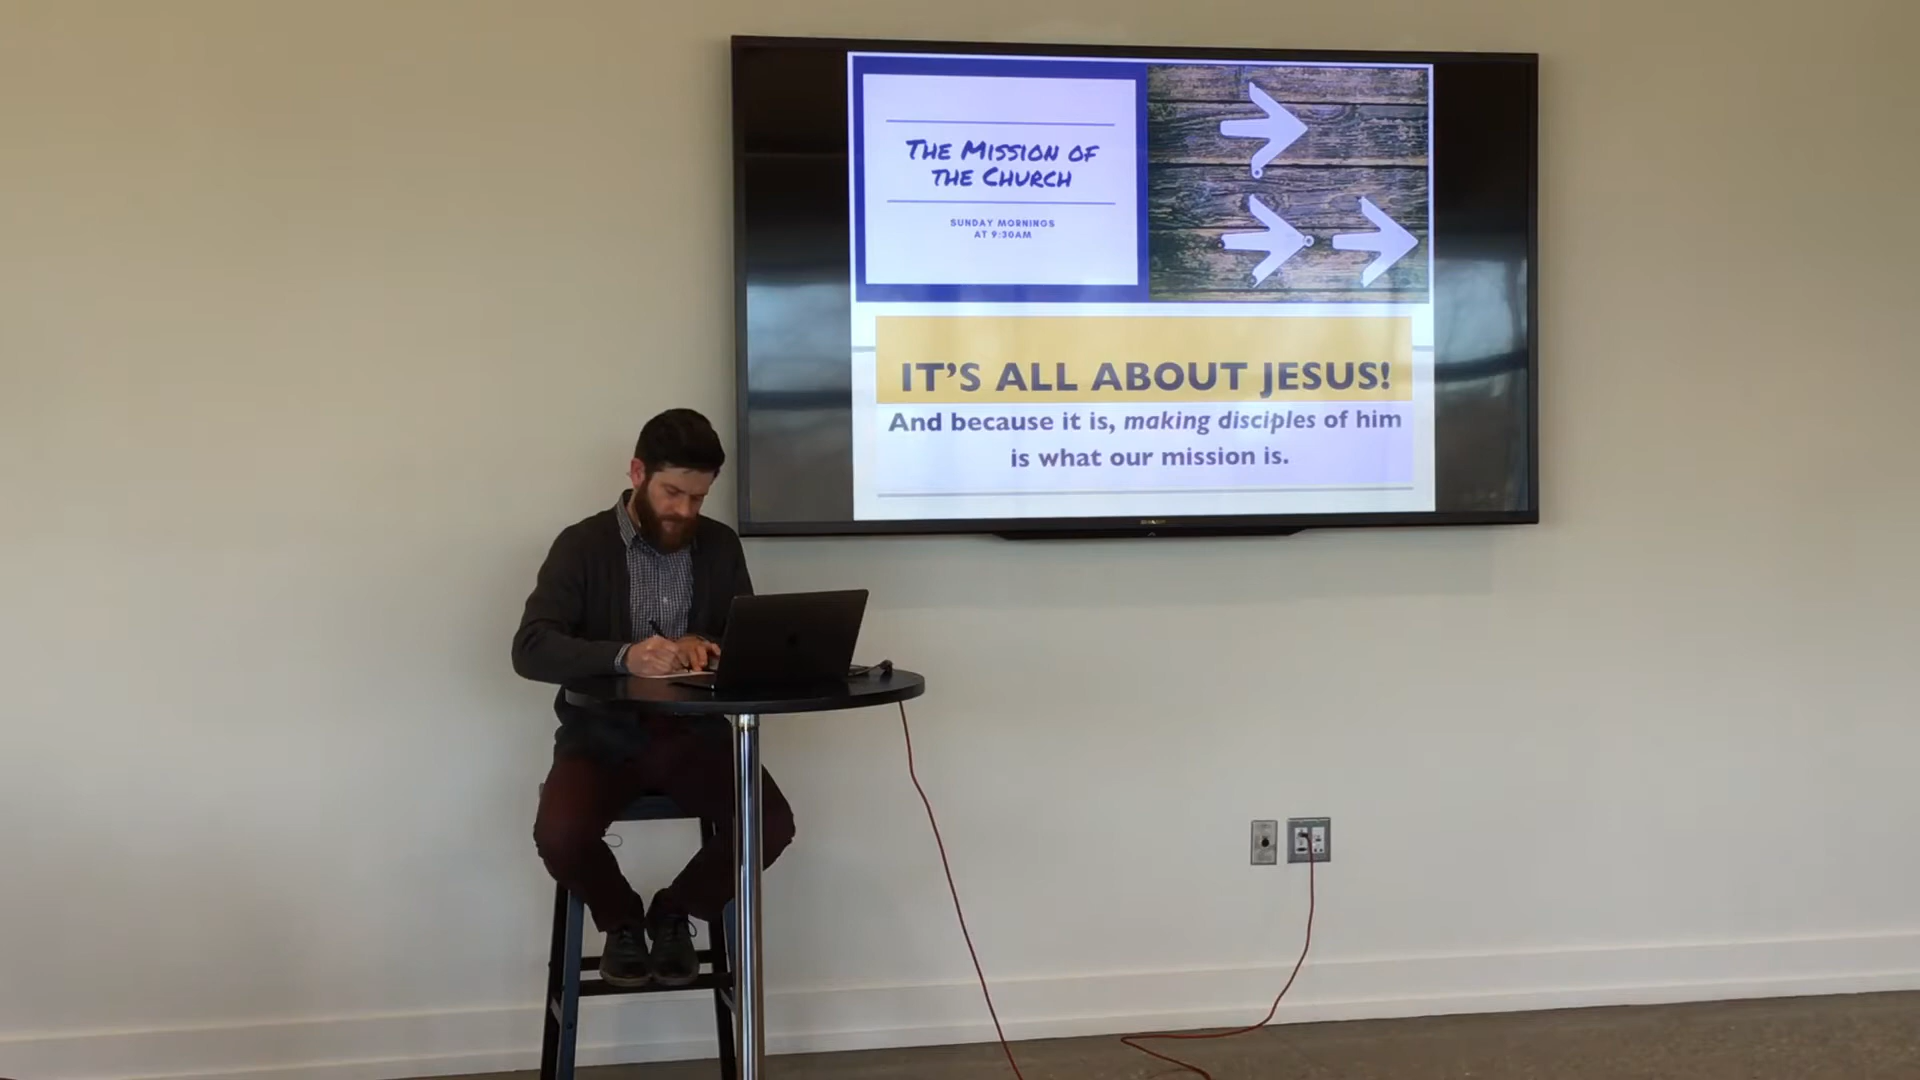 THE MISSION OF
THE CHURCH
SUNDAY MORNINGS
AT 9:30AM
IT'S ALL ABOUT JESUS!
And because it is, making disciples of him
is what our mission is.